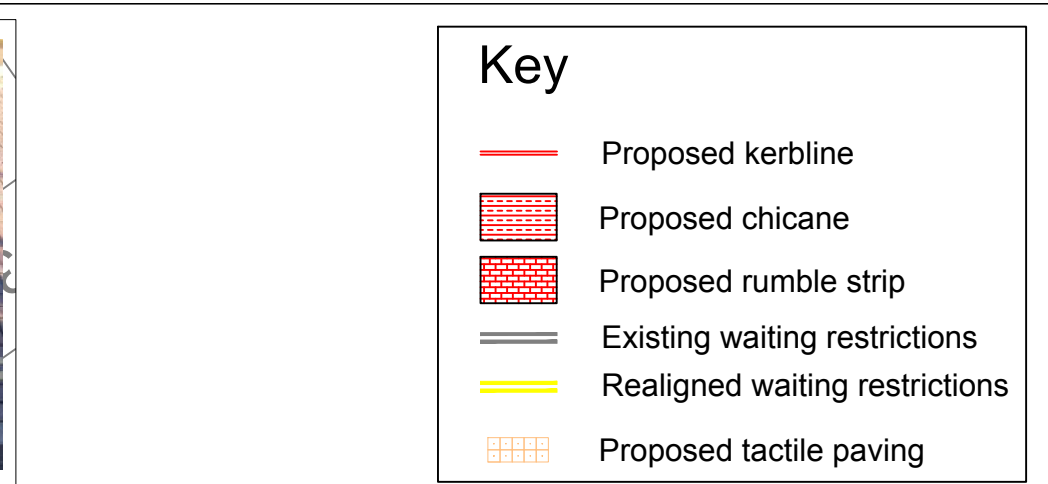 Key
Proposed kerbline
Proposed chicane
Proposed rumble strip
Existing waiting restrictions
Realigned waiting restrictions
Proposed tactile paving